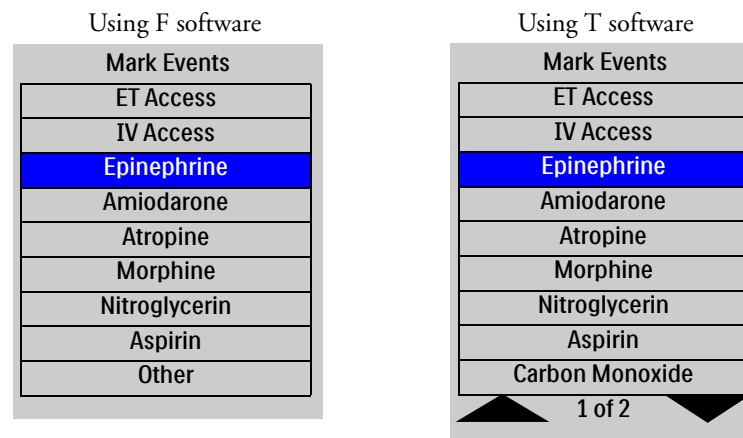 Using F software
Mark Events
ET Access
IV Access
Epinephrine
Amiodarone
Atropine
Morphine
Nitroglycerin
Aspirin
Other
Using T software
Mark Events
ET Access
IV Access
Epinephrine
Amiodarone
Atropine
Morphine
Nitroglycerin
Aspirin
Carbon Monoxide
1 of 2